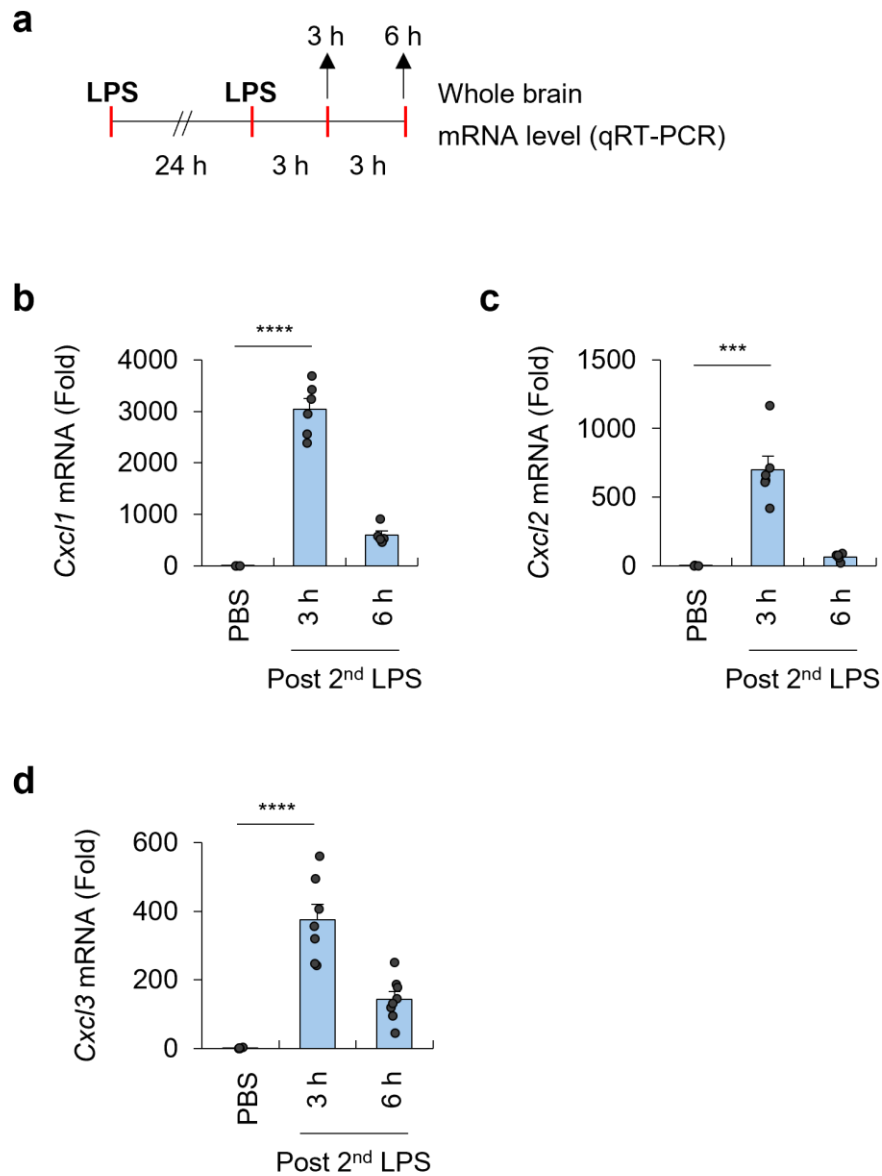 a
3 h 6 h
LPS LPS Whole brain
mRNA level (qRT-PCR)
24 h 3 h 3 h
b
****
Cxcl1 mRNA (Fold)
4000
3000
2000
1000
0
PBS
3 h
6 h
Post 2nd LPS
c
***
Cxcl2 mRNA (Fold)
1500
1000
500
0
PBS
3 h
6 h
Post 2nd LPS
d
****
Cxcl3 mRNA (Fold)
600
400
200
0
PBS
3 h
6 h
Post 2nd LPS